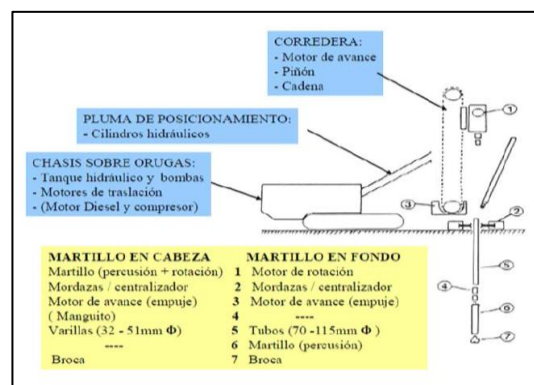 CORREDERA:
- Motor de avance
- Piñón
- Cadena
PLUMA DE POSICIONAMIENTO:
- Cilindros hidráulicos
CHASIS SOBRE ORUGAS:
- Tanque hidráulico y bombas
- Motores de traslación
- (Motor Diesel y compresor)
1
3
2
4
5
6
7
MARTILLO EN CABEZA MARTILLO EN FONDO
Martillo (percusión + rotación) 1 Motor de rotación
Mordazas / centralizador 2 Mordazas / centralizador
Motor de avance (empuje) 3 Motor de avance (empuje)
( Manguito) 4 ----
Varillas (32 - 51mm Φ) 5 Tubos (70 -115mm Φ )
---- 6 Martillo (percusión)
Broca 7 Broca